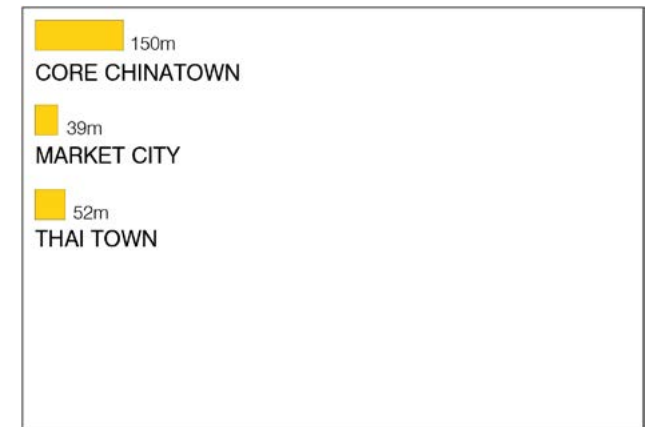 150m
CORE CHINATOWN
39m
MARKET CITY
52m
THAI TOWN